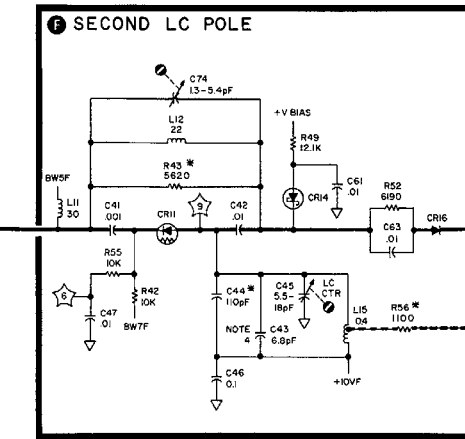 F SECOND LC POLE
C74
1.3-5.4pF
L12
22
+V BIAS
R43*
5620
R49
12.1K
BW5F
L11
30
C41
.001
CR11
9
C42
.01
CR14
C61
.01
R52
6190
C63
.01
CR16
R55
10K
6
C47
.01
R42
10K
BW7F
C44*
110pF
C45
5.5-
18pF
LC
CTR
NOTE
4
C43
6.8pF
L15
0.4
R56*
1100
C46
0.1
+10VF